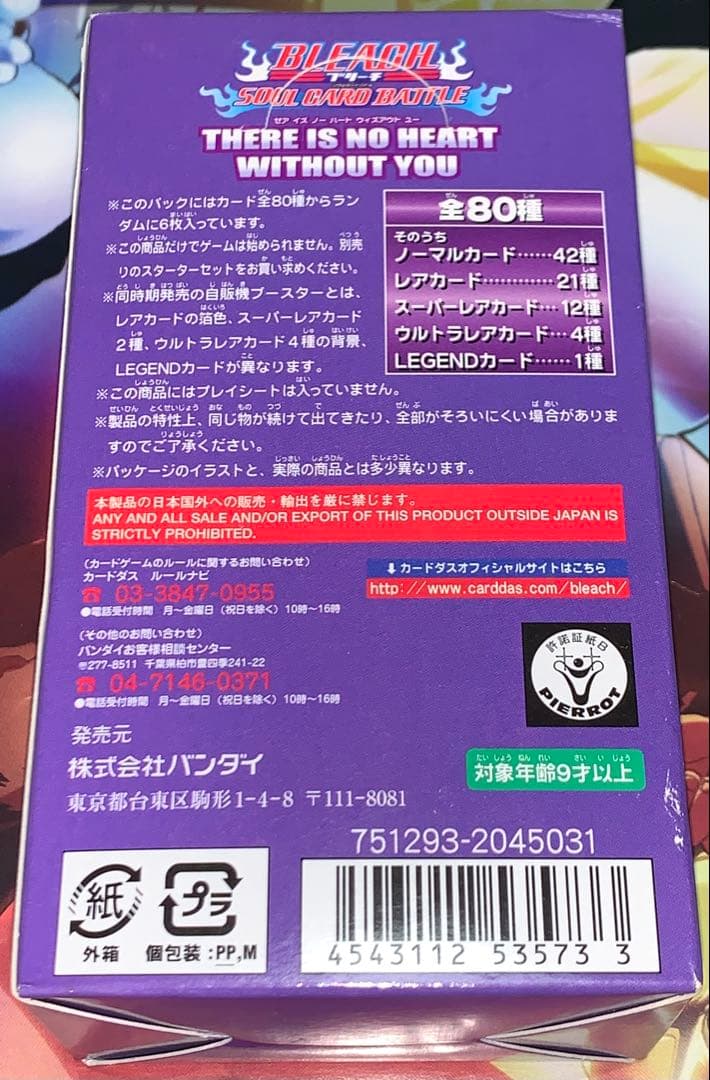 BLEACH
ブリーチ
SOUL CARD BATTLE
ゼア イズ ノー ハート ウィズアウト ユー
THERE IS NO HEART
WITHOUT YOU
※このパックにはカード全80種からラン
ダムに6枚入っています。
※この商品だけでゲームは始められません。別売
りのスターターセットをお買い求めください。
※同時期発売の自販機ブースターとは、
レアカードの箔色、スーパーレアカード
2種、ウルトラレアカード4種の背景、
LEGENDカードが異なります。
※この商品にはプレイシートは入っていません。
※製品の特性上、同じ物が続けて出てきたり、全部がそろいにくい場合がありま
すのでご了承ください。
※パッケージのイラストと、実際の商品とは多少異なります。
全80種
そのうち
ノーマルカード……42種
レアカード…………21種
スーパーレアカード…12種
ウルトラレアカード…4種
LEGENDカード……1種
本製品の日本国外への販売・輸出を厳に禁じます。
ANY AND ALL SALE AND/OR EXPORT OF THIS PRODUCT OUTSIDE JAPAN IS
STRICTLY PROHIBITED.
(カードゲームのルールに関するお問い合わせ)
カードダス ルールナビ
☎ 03-3847-0955
●電話受付時間 月～金曜日(祝日を除く)10時～16時
⬇カードダスオフィシャルサイトはこちら
http://www.carddas.com/bleach/
(その他のお問い合わせ)
バンダイお客様相談センター
〒277-8511 千葉県柏市豊四季241-22
☎ 04-7146-0371
●電話受付時間 月～金曜日(祝日を除く)10時～16時
許諾証紙B
PIERROT
発売元
株式会社バンダイ
東京都台東区駒形1-4-8 〒111-8081
対象年齢9才以上
751293-2045031
紙
外箱
プラ
個包装:PP,M
4543112 535733